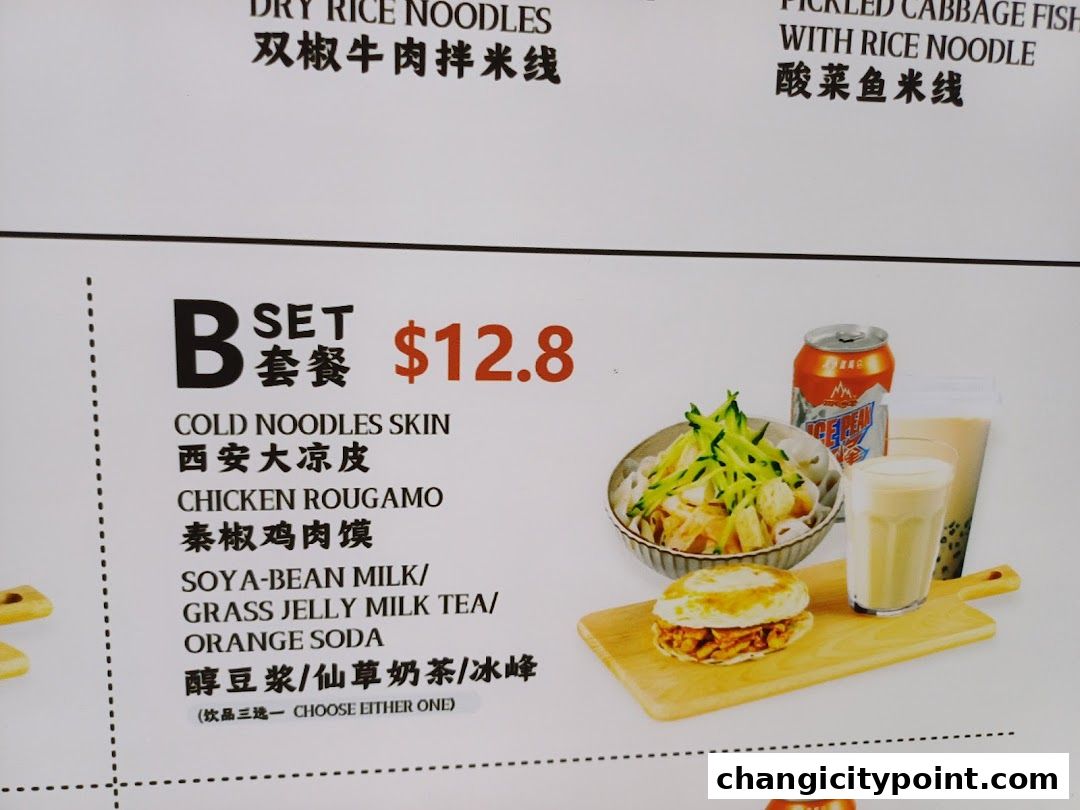 DRY RICE NOODLES
双椒牛肉拌米线
PICKLED CABBAGE FISH
WITH RICE NOODLE
酸菜鱼米线
B SET
套餐
$12.8
COLD NOODLES SKIN
西安大凉皮
CHICKEN ROUGAMO
秦椒鸡肉馍
SOYA-BEAN MILK/
GRASS JELLY MILK TEA/
ORANGE SODA
醇豆浆/仙草奶茶/冰峰
(饮品三选一 CHOOSE EITHER ONE)
ICE PEAK
changicitypoint.com